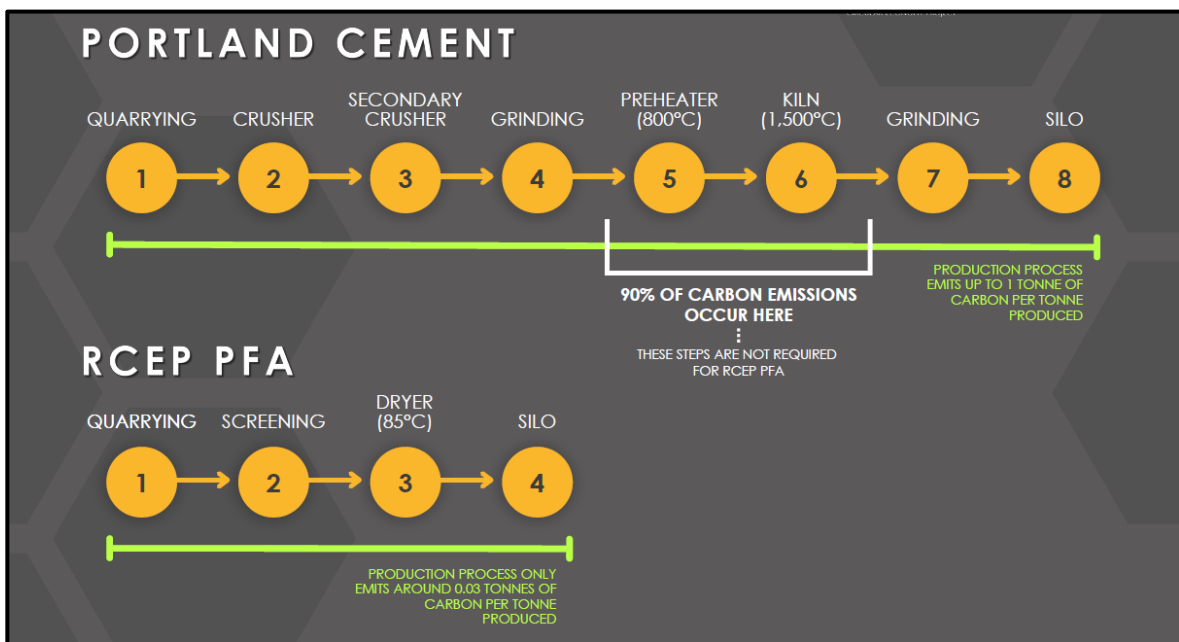 PORTLAND CEMENT
QUARRYING
CRUSHER
SECONDARY
CRUSHER
GRINDING
PREHEATER
(800°C)
KILN
(1,500°C)
GRINDING
SILO
1
2
3
4
5
6
7
8
90% OF CARBON EMISSIONS
OCCUR HERE
THESE STEPS ARE NOT REQUIRED
FOR RCEP PFA
PRODUCTION PROCESS
EMITS UP TO 1 TONNE OF
CARBON PER TONNE
PRODUCED
RCEP PFA
QUARRYING
SCREENING
DRYER
(85°C)
SILO
1
2
3
4
PRODUCTION PROCESS ONLY
EMITS AROUND 0.03 TONNES OF
CARBON PER TONNE
PRODUCED